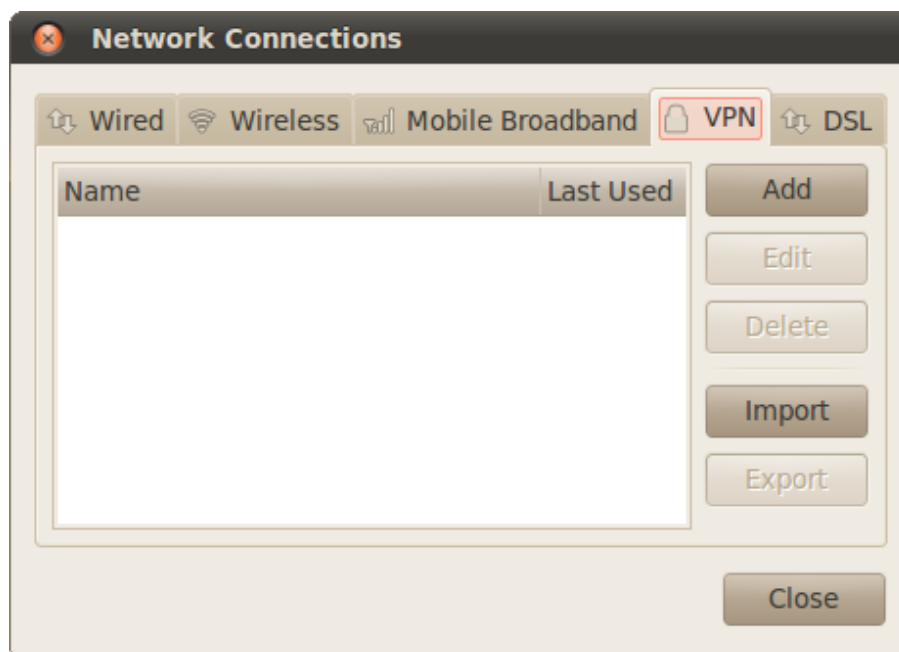 Network Connections
Wired Wireless Mobile Broadband VPN DSL
Name Last Used
Add
Edit
Delete
Import
Export
Close